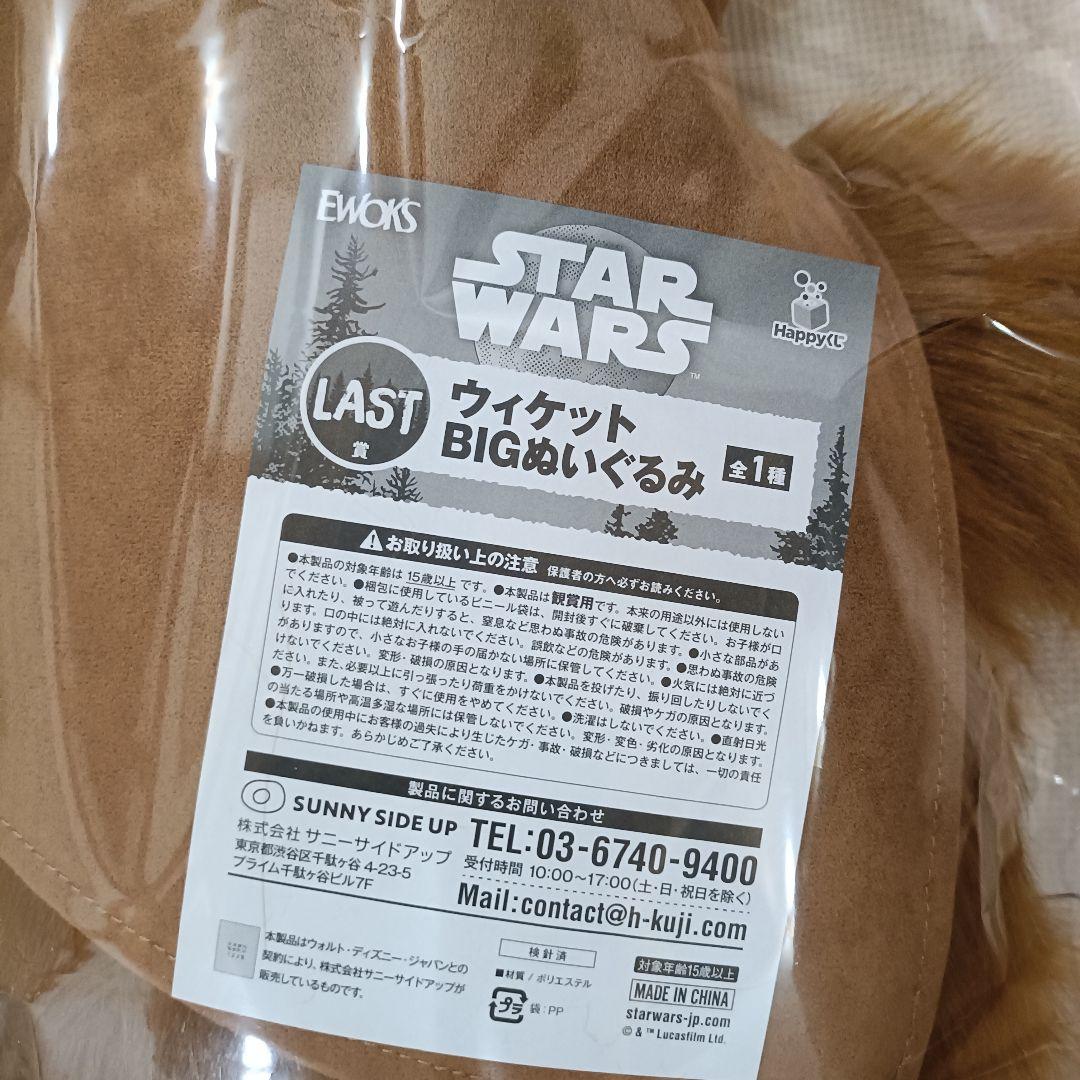 EWOKS
STAR
WARS
TM
Happyくじ
LAST
賞
ウィケット
BIGぬいぐるみ
全1種
お取り扱い上の注意 保護者の方へ必ずお読みください。
●本製品の対象年齢は 15歳以上 です。●本製品は観賞用です。本来の用途以外には使用しない
でください。●梱包に使用しているビニール袋は、開封後すぐに破棄してください。お子様が口
に入れたり、被って遊んだりすると、窒息など思わぬ事故の危険があります。●小さな部品があ
ります。口の中には絶対に入れないでください。誤飲などの危険があります。●思わぬ事故の危険
がありますので、小さなお子様の手の届かない場所に保管してください。●火気には絶対に近づ
けないでください。変形・破損の原因となります。●本製品を投げたり、振り回したりしないでく
ださい。また、必要以上に引っ張ったり荷重をかけないでください。破損やケガの原因となります。
●万一破損した場合は、すぐに使用をやめてください。●洗濯はしないでください。●直射日光
の当たる場所や高温多湿な場所には保管しないでください。変形・変色・劣化の原因となります。
●本製品の使用中にお客様の過失により生じたケガ・事故・破損などにつきましては、一切の責任
を負いかねます。あらかじめご了承ください。
製品に関するお問い合わせ
SUNNY SIDE UP
株式会社 サニーサイドアップ
東京都渋谷区千駄ヶ谷 4-23-5
プライム千駄ヶ谷ビル7F
TEL:03-6740-9400
受付時間 10:00〜17:00(土・日・祝日を除く)
Mail:contact@h-kuji.com
本製品はウォルト・ディズニー・ジャパンとの
契約により、株式会社サニーサイドアップが
販売しているものです。
検針済
■材質 / ポリエステル
プラ
袋:PP
対象年齢15歳以上
MADE IN CHINA
starwars-jp.com
© & ™ Lucasfilm Ltd.